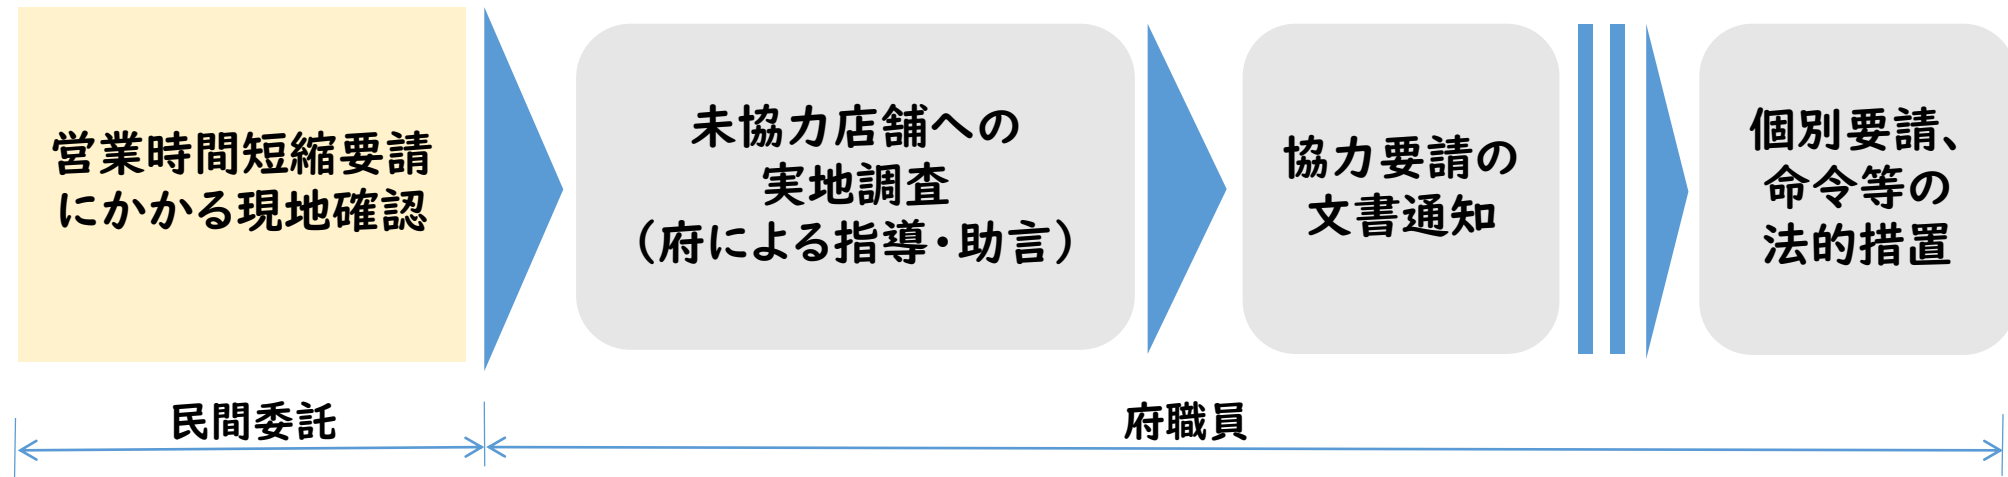 営業時間短縮要請
にかかる現地確認
未協力店舗への
実地調査
（府による指導・助言）
協力要請の
文書通知
個別要請、
命令等の
法的措置
民間委託
府職員